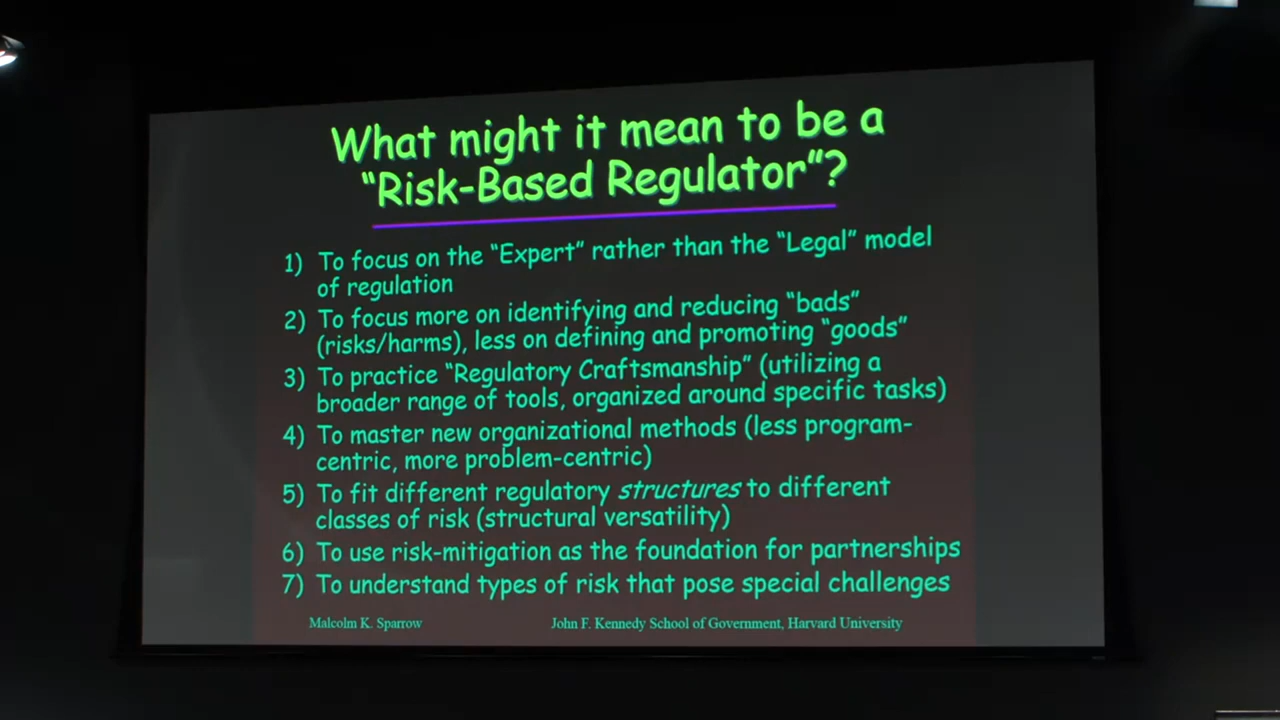 What might it mean to be a
“Risk-Based Regulator”?
1) To focus on the “Expert” rather than the “Legal” model
of regulation
2) To focus more on identifying and reducing “bads”
(risks/harms), less on defining and promoting “goods”
3) To practice “Regulatory Craftsmanship” (utilizing a
broader range of tools, organized around specific tasks)
4) To master new organizational methods (less program-
centric, more problem-centric)
5) To fit different regulatory structures to different
classes of risk (structural versatility)
6) To use risk-mitigation as the foundation for partnerships
7) To understand types of risk that pose special challenges
Malcolm K. Sparrow John F. Kennedy School of Government, Harvard University